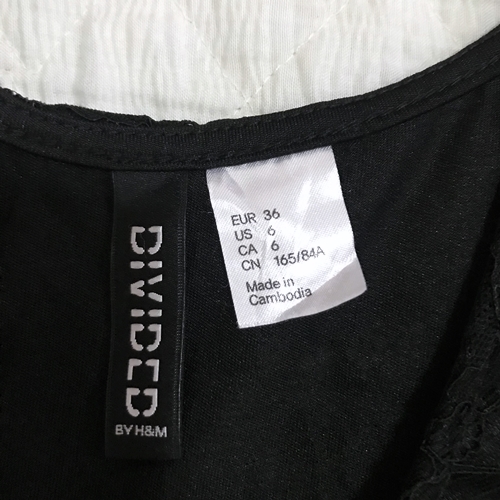 DIVIDED
BY H&M
EUR 36
US 6
CA 6
CN 165/84A
Made in
Cambodia